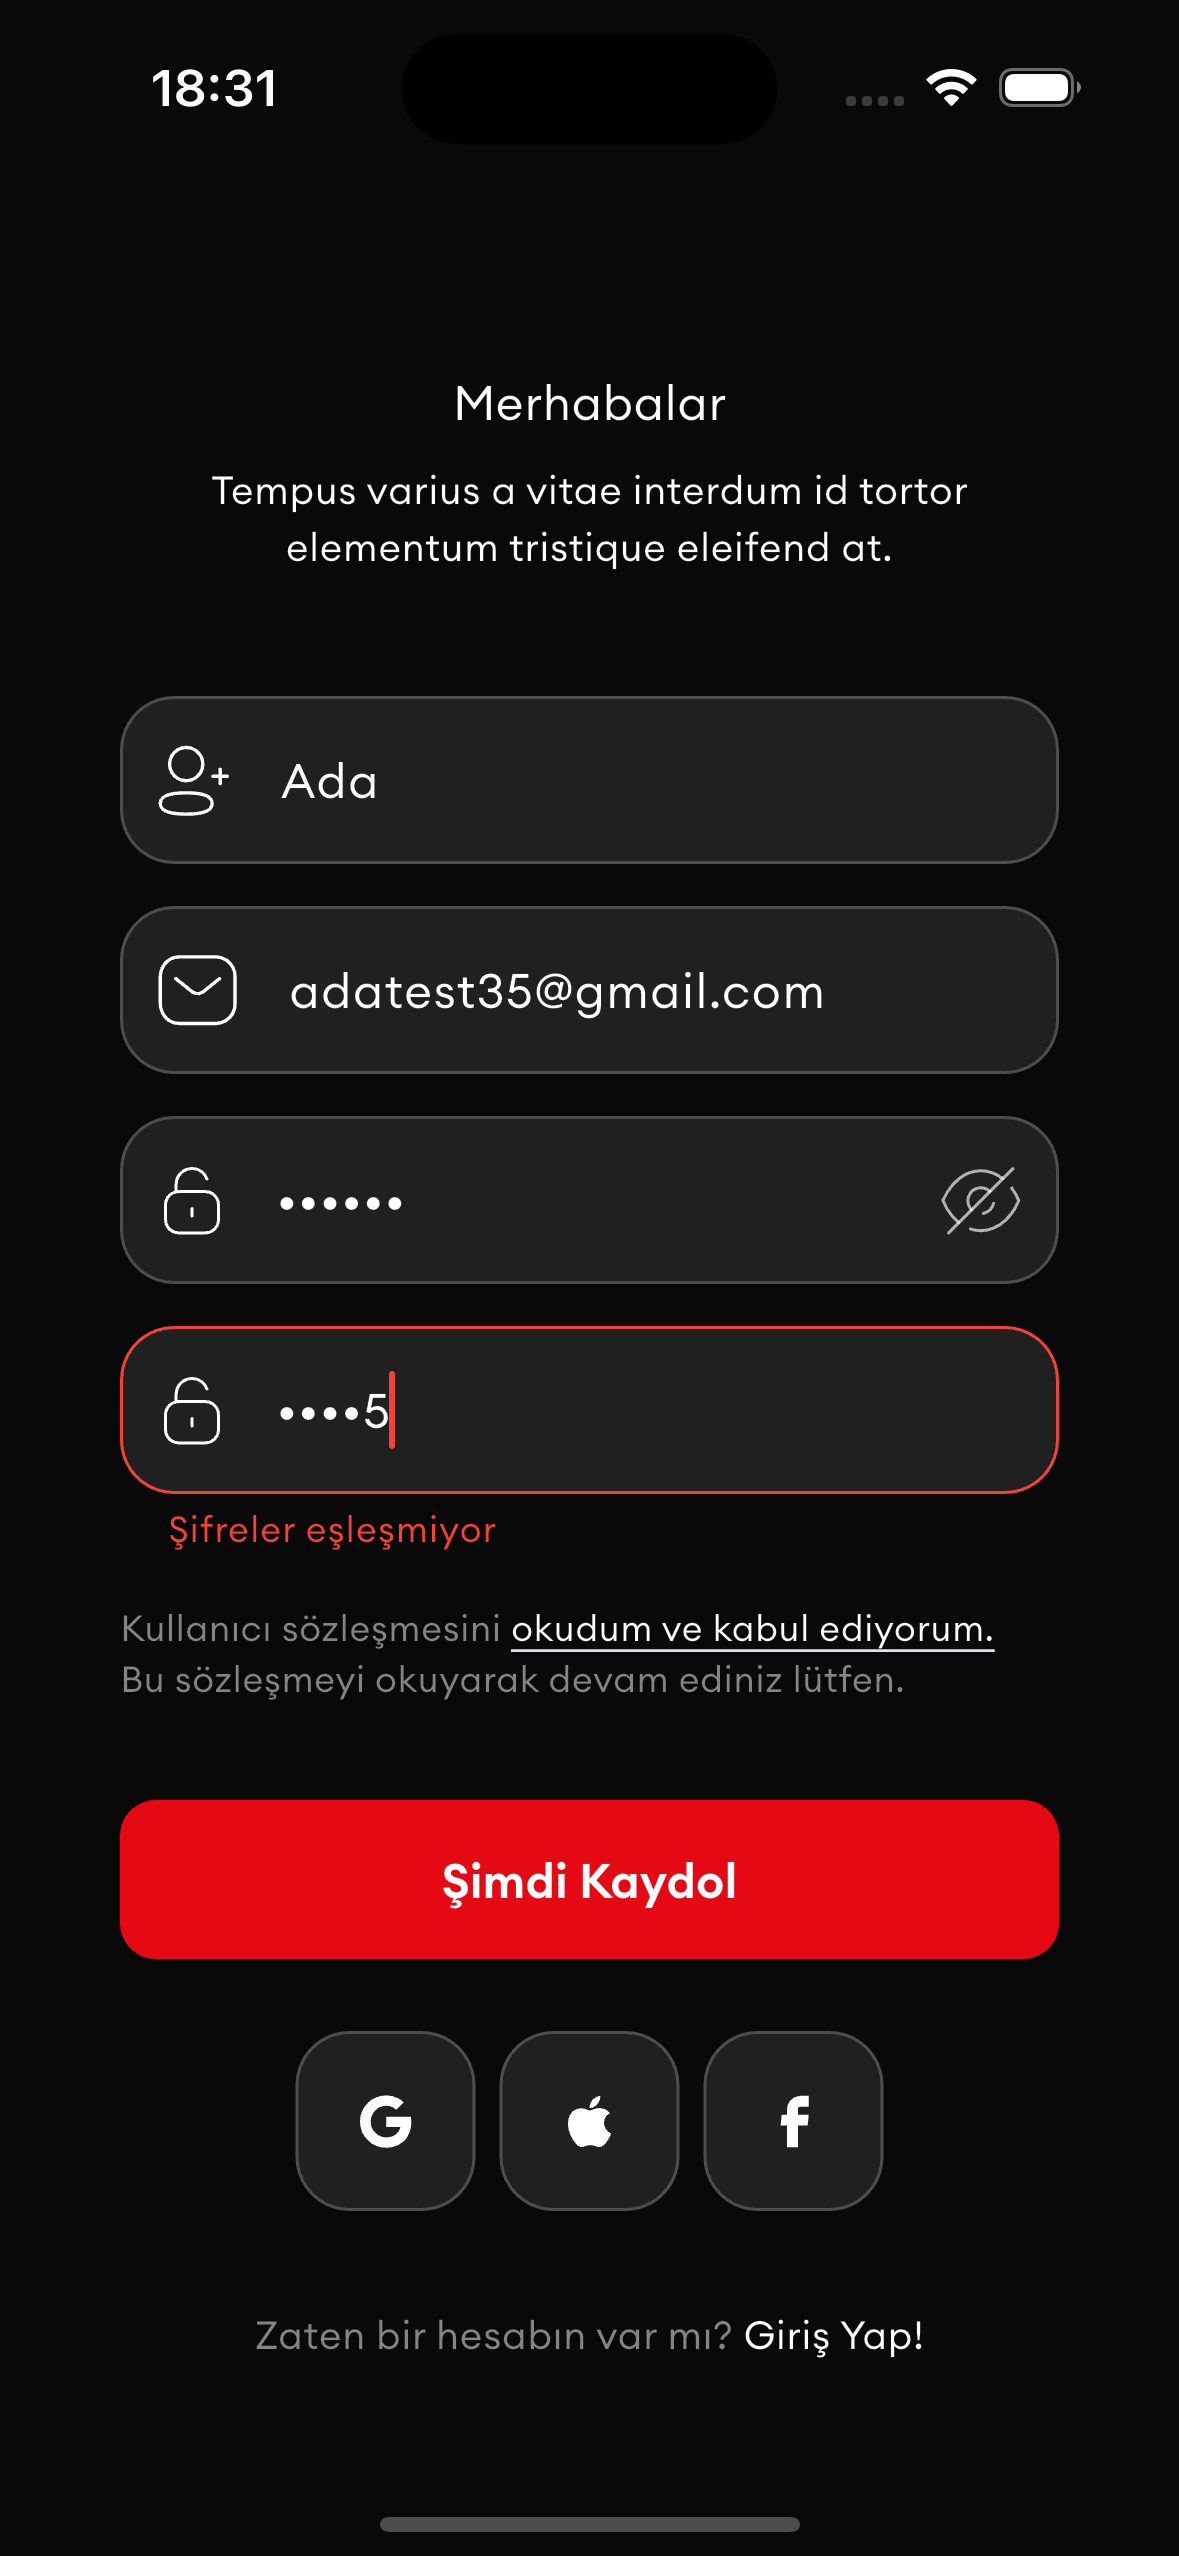 18:31
Merhabalar
Tempus varius a vitae interdum id tortor
elementum tristique eleifend at.
Ada
adatest35@gmail.com
••••••
••••5
Şifreler eşleşmiyor
Kullanıcı sözleşmesini okudum ve kabul ediyorum.
Bu sözleşmeyi okuyarak devam ediniz lütfen.
Şimdi Kaydol
Zaten bir hesabın var mı? Giriş Yap!